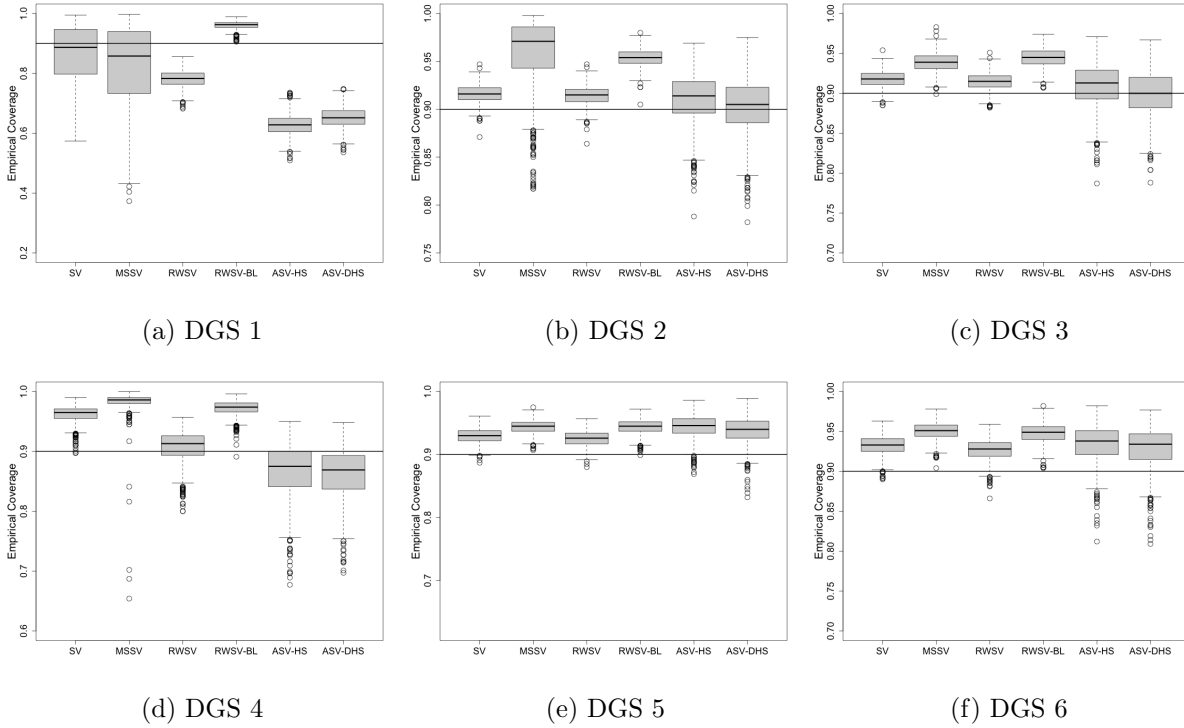 Empirical Coverage
1.0
0.8
0.6
0.4
0.2
SV MSSV RWSV RWSV-BL ASV-HS ASV-DHS
(a) DGS 1
Empirical Coverage
1.00
0.95
0.90
0.85
0.80
0.75
SV MSSV RWSV RWSV-BL ASV-HS ASV-DHS
(b) DGS 2
Empirical Coverage
1.00
0.95
0.90
0.85
0.80
0.75
0.70
SV MSSV RWSV RWSV-BL ASV-HS ASV-DHS
(c) DGS 3
Empirical Coverage
1.0
0.9
0.8
0.7
0.6
SV MSSV RWSV RWSV-BL ASV-HS ASV-DHS
(d) DGS 4
Empirical Coverage
1.0
0.9
0.8
0.7
SV MSSV RWSV RWSV-BL ASV-HS ASV-DHS
(e) DGS 5
Empirical Coverage
1.00
0.95
0.90
0.85
0.80
0.75
0.70
SV MSSV RWSV RWSV-BL ASV-HS ASV-DHS
(f) DGS 6